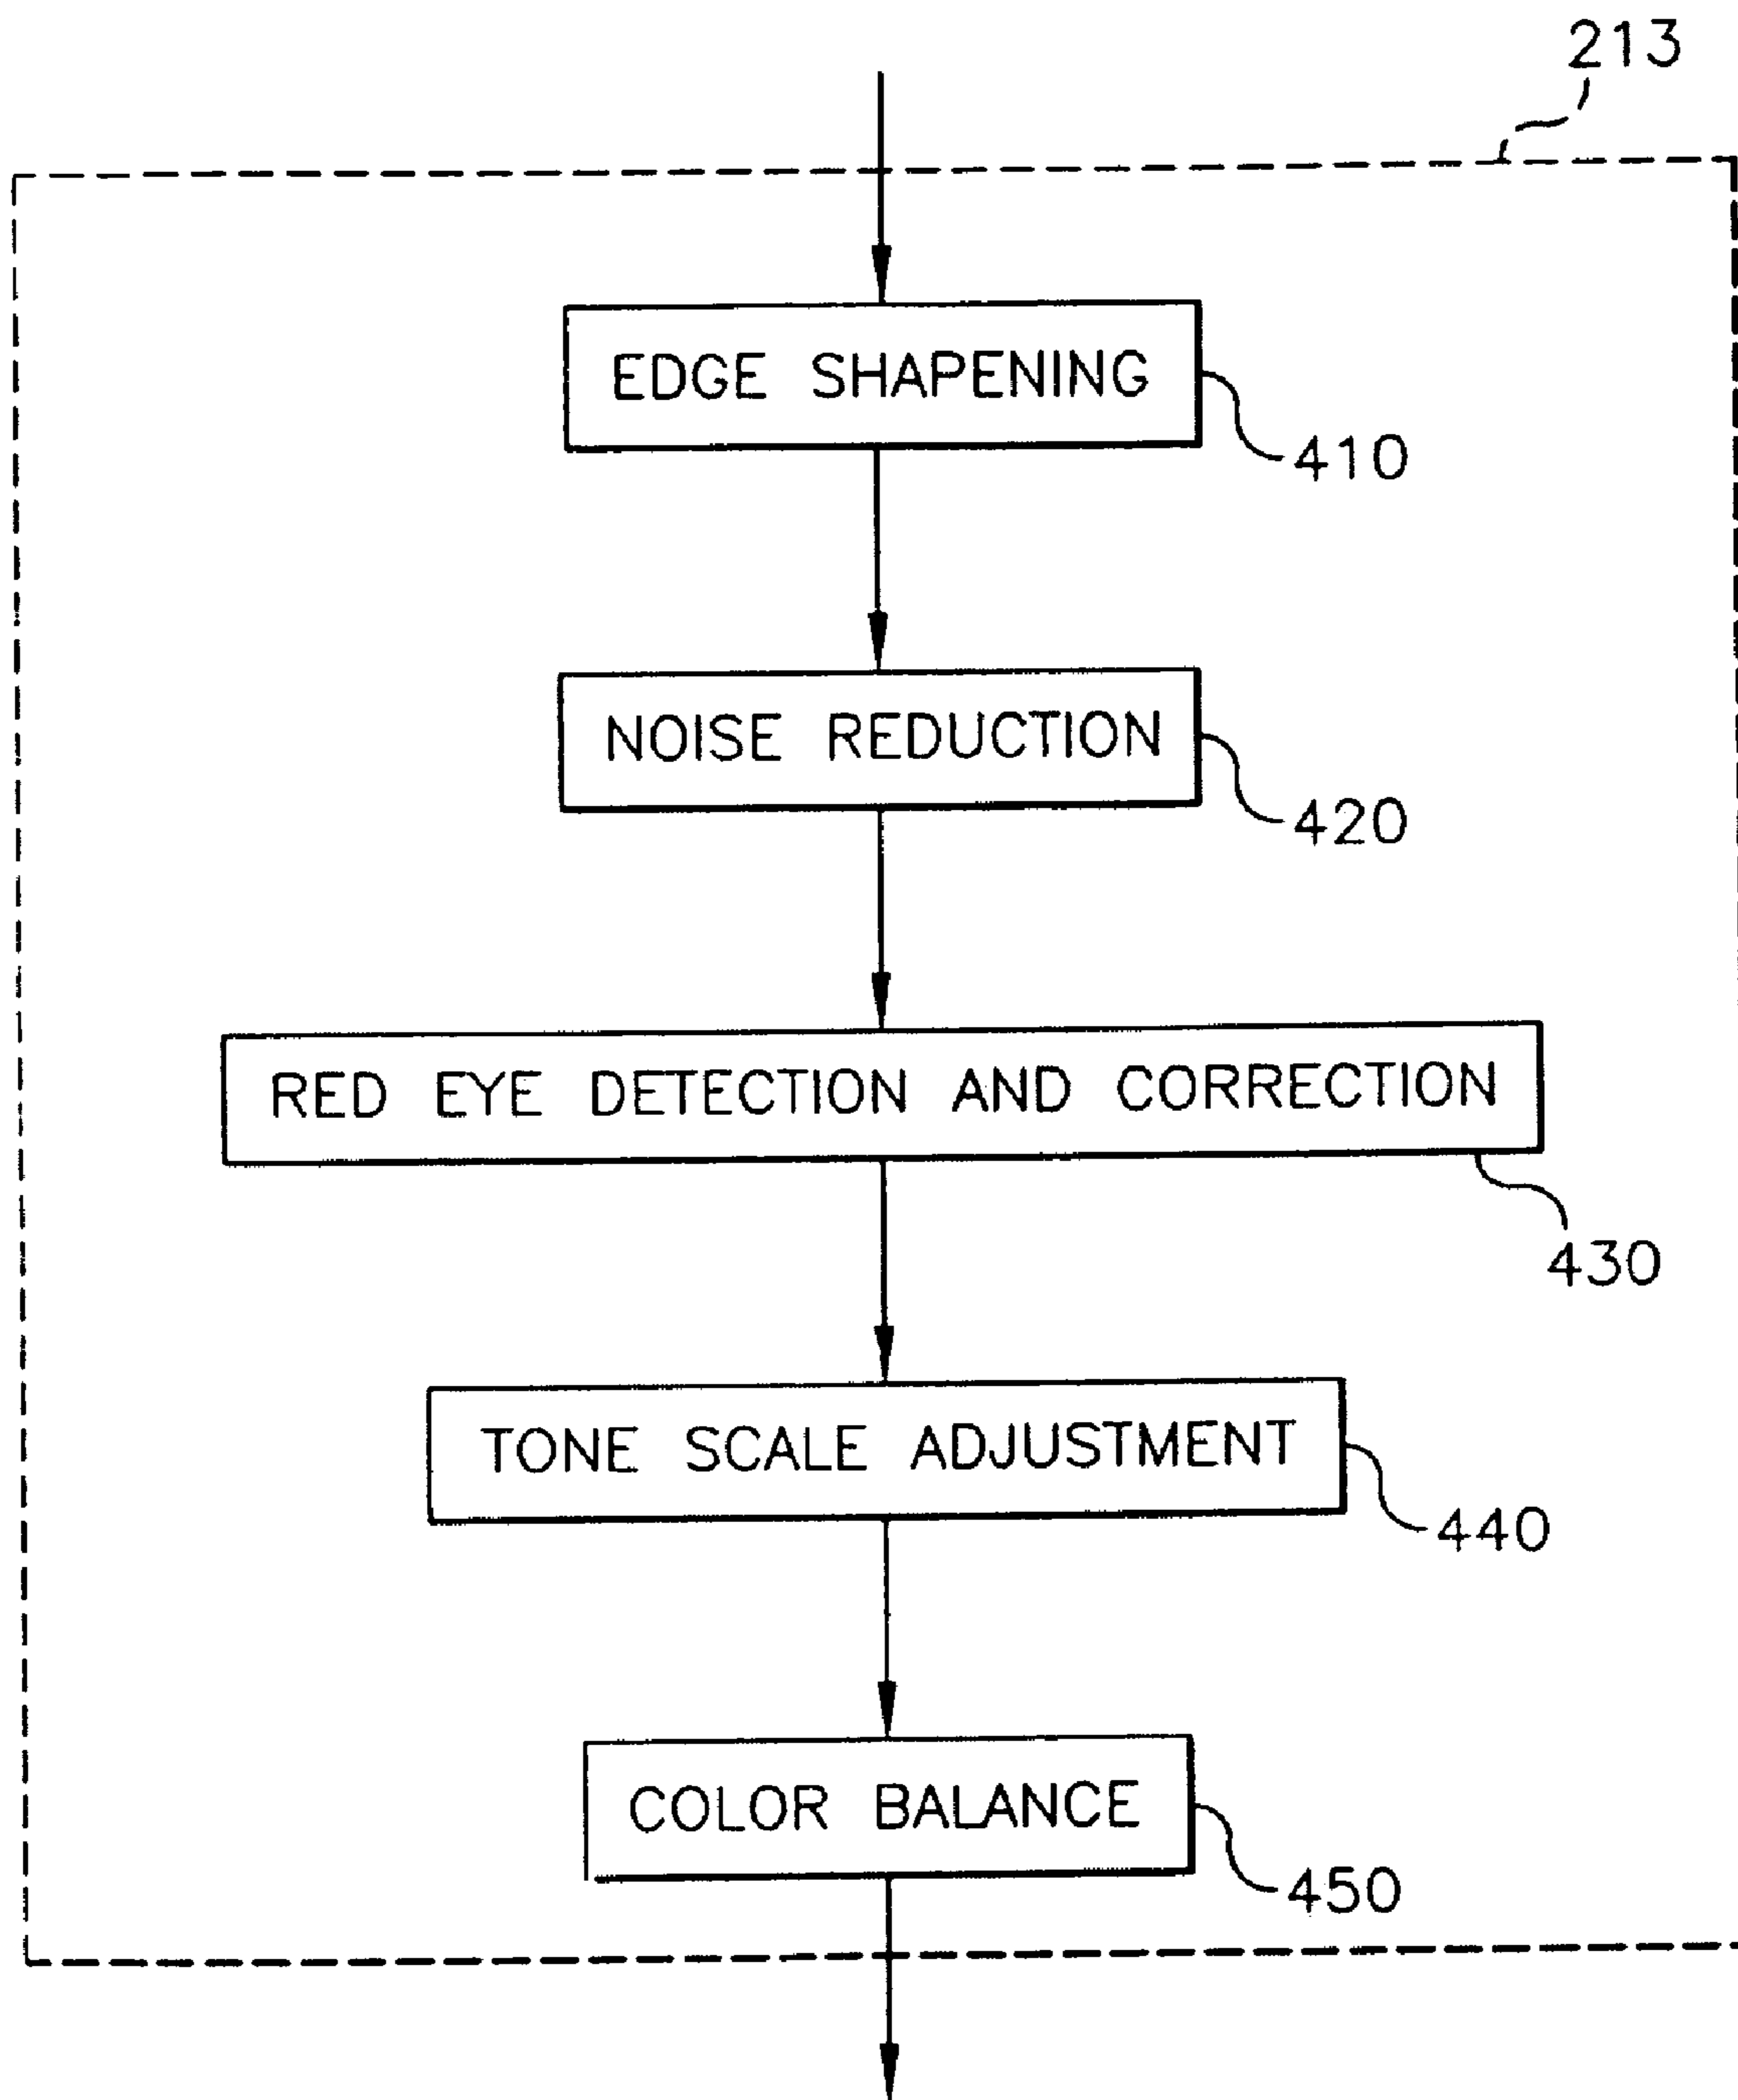 213
EDGE SHAPENING
410
NOISE REDUCTION
420
RED EYE DETECTION AND CORRECTION
430
TONE SCALE ADJUSTMENT
440
COLOR BALANCE
450